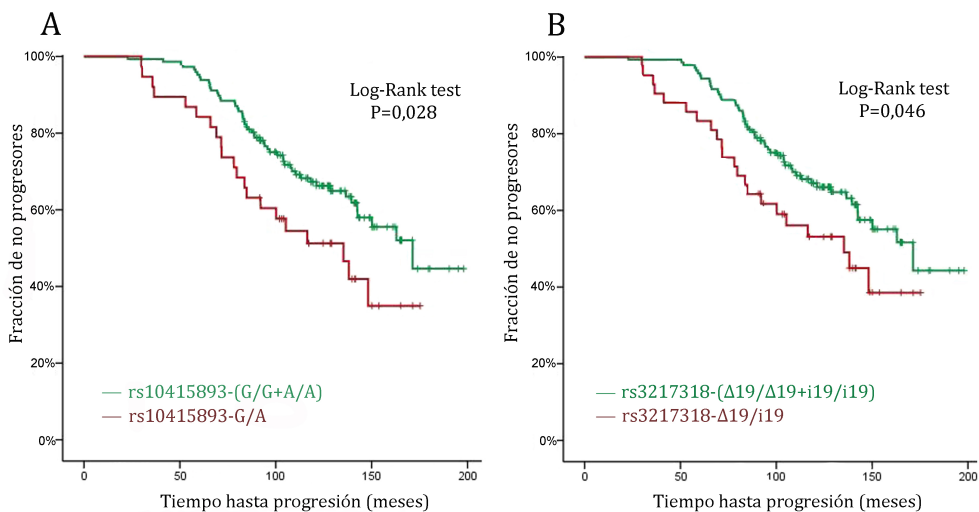 A
100%
80%
60%
40%
20%
0%
Fracción de no progresores
Log-Rank test
P=0,028
rs10415893-(G/G+A/A)
rs10415893-G/A
0
50
100
150
200
Tiempo hasta progresión (meses)
B
100%
80%
60%
40%
20%
0%
Fracción de no progresores
Log-Rank test
P=0,046
rs3217318-(Δ19/Δ19+i19/i19)
rs3217318-Δ19/i19
0
50
100
150
200
Tiempo hasta progresión (meses)